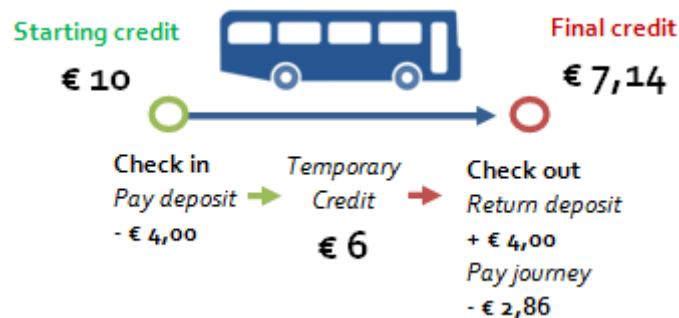 Starting credit
€ 10
Final credit
€ 7,14
Check in
Pay deposit
- € 4,00
Temporary
Credit
€ 6
Check out
Return deposit
+ € 4,00
Pay journey
- € 2,86